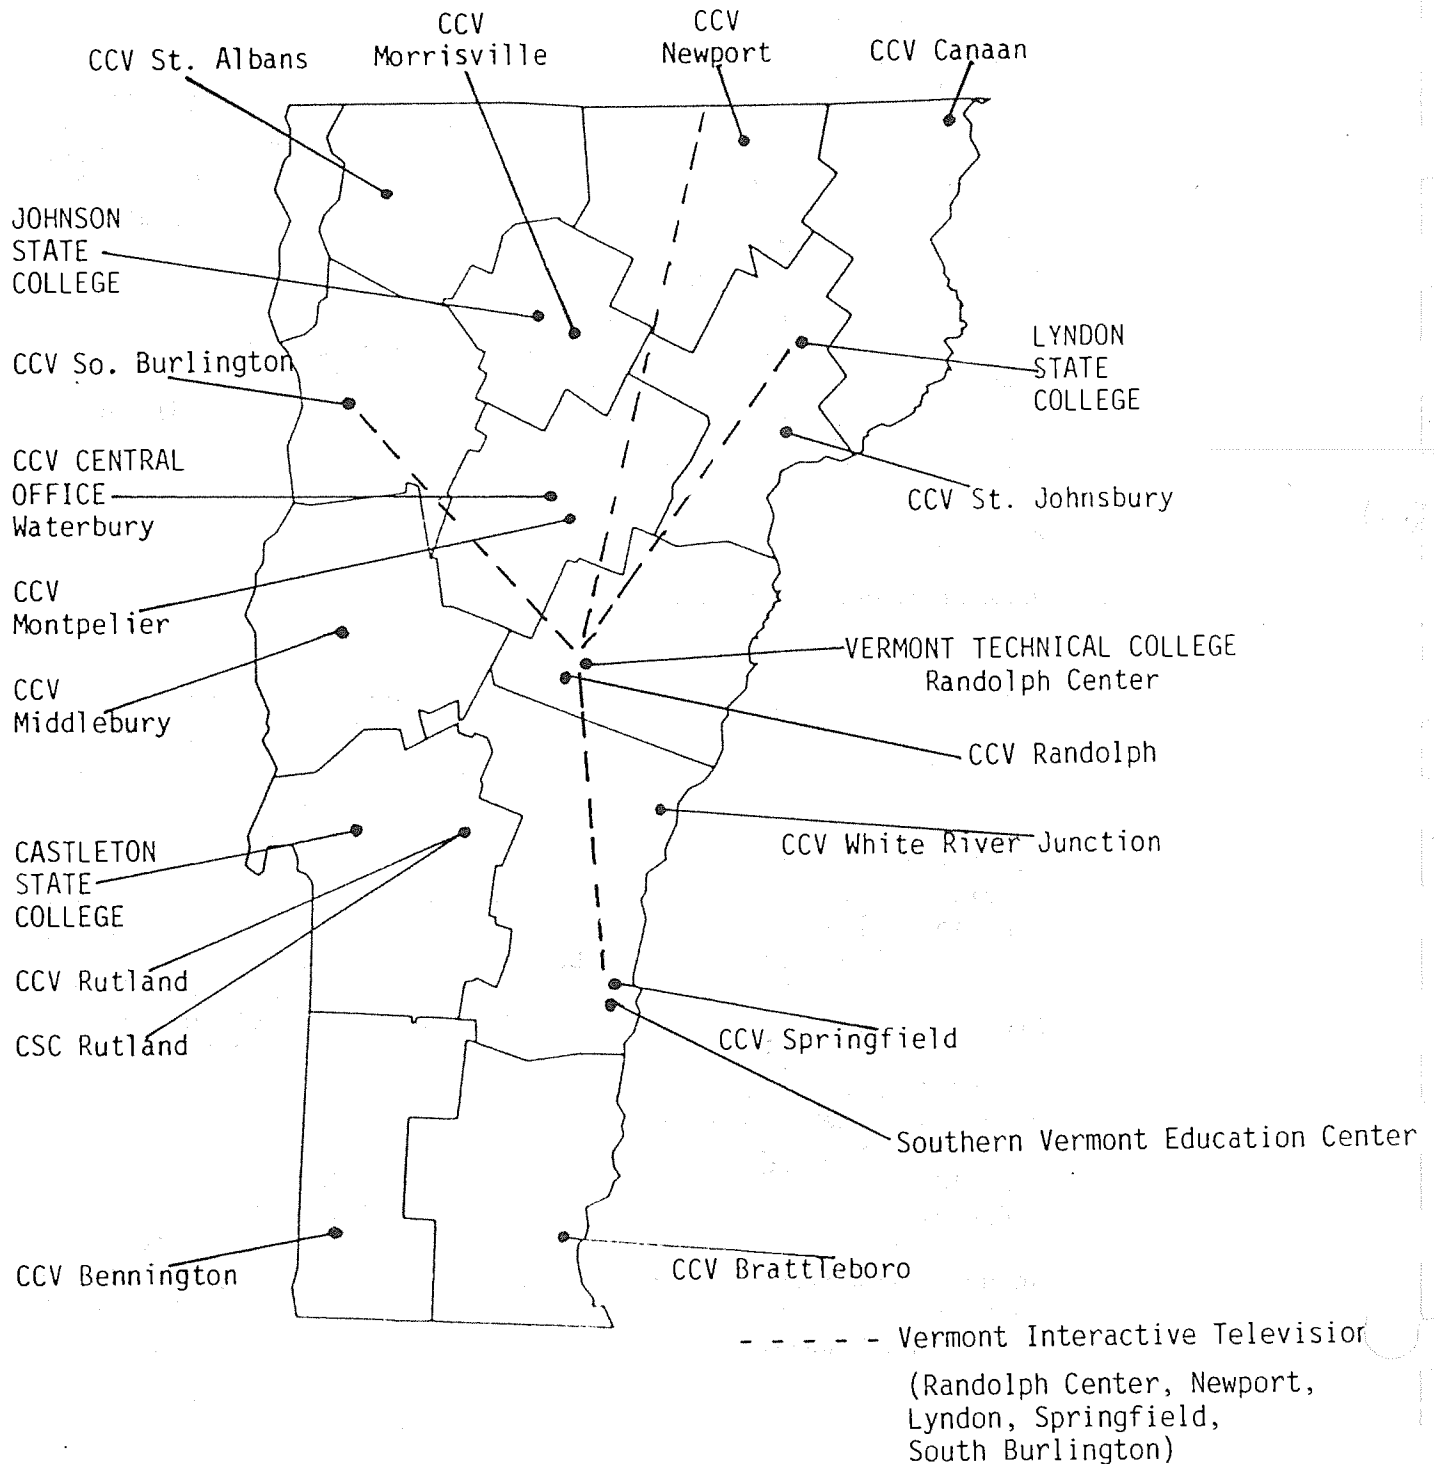 CCV
Morrisville
CCV
Newport
CCV St. Albans
CCV Canaan
JOHNSON
STATE
COLLEGE
CCV So. Burlington
LYNDON
STATE
COLLEGE
CCV CENTRAL
OFFICE
Waterbury
CCV St. Johnsbury
CCV
Montpelier
VERMONT TECHNICAL COLLEGE
Randolph Center
CCV
Middlebury
CCV Randolph
CCV White River Junction
CASTLETON
STATE
COLLEGE
CCV Rutland
CSC Rutland
CCV Springfield
Southern Vermont Education Center
CCV Bennington
CCV Brattleboro
- - - - - Vermont Interactive Television
(Randolph Center, Newport,
Lyndon, Springfield,
South Burlington)